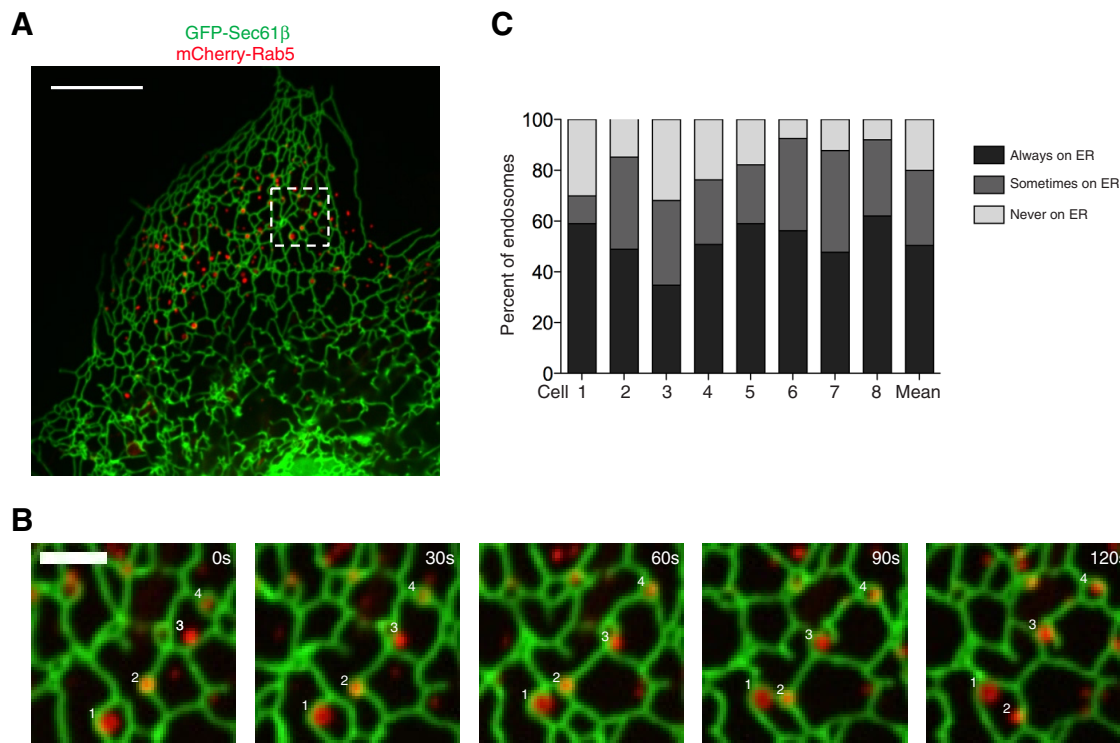 A
GFP-Sec61β
mCherry-Rab5
C
Percent of endosomes
100
80
60
40
20
0
Cell 1 2 3 4 5 6 7 8 Mean
Always on ER
Sometimes on ER
Never on ER
B
0s
4
3
2
1
30s
4
3
2
1
60s
4
3
2
1
90s
4
3
2
1
120s
4
3
2
1